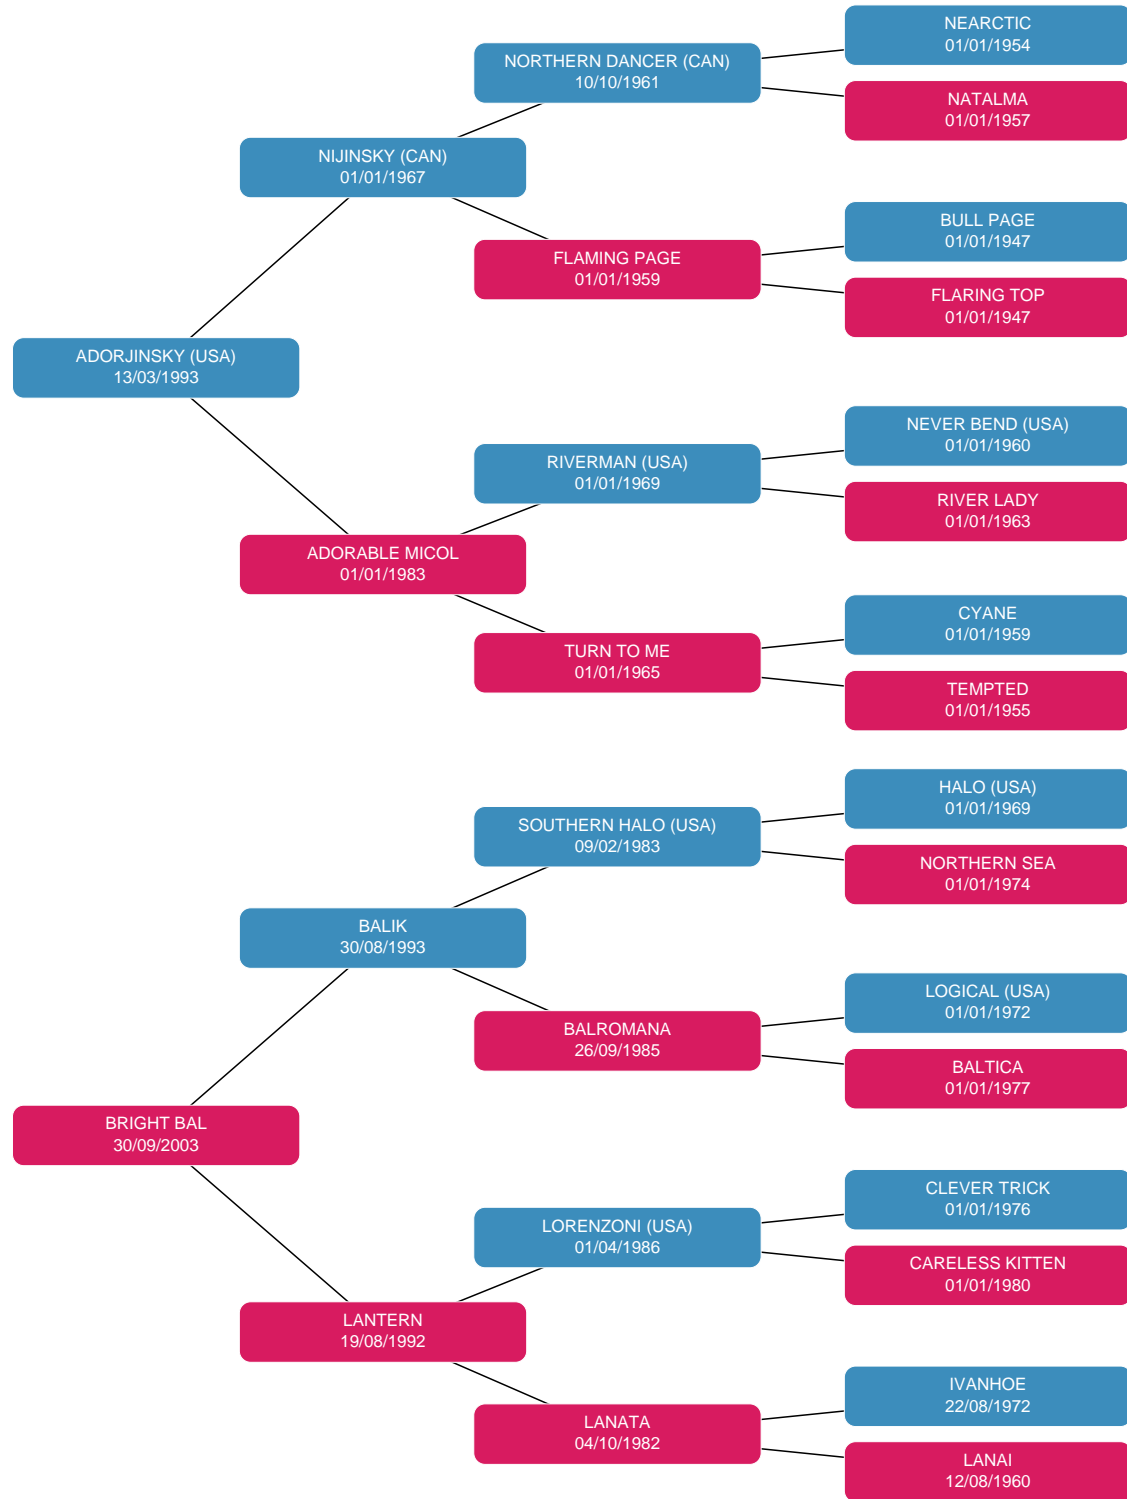 NEARCTIC
01/01/1954
NORTHERN DANCER (CAN)
10/10/1961
NATALMA
01/01/1957
NIJINSKY (CAN)
01/01/1967
BULL PAGE
01/01/1947
FLAMING PAGE
01/01/1959
FLARING TOP
01/01/1947
ADORJINSKY (USA)
13/03/1993
NEVER BEND (USA)
01/01/1960
RIVERMAN (USA)
01/01/1969
RIVER LADY
01/01/1963
ADORABLE MICOL
01/01/1983
CYANE
01/01/1959
TURN TO ME
01/01/1965
TEMPTED
01/01/1955
HALO (USA)
01/01/1969
SOUTHERN HALO (USA)
09/02/1983
NORTHERN SEA
01/01/1974
BALIK
30/08/1993
LOGICAL (USA)
01/01/1972
BALROMANA
26/09/1985
BALTICA
01/01/1977
BRIGHT BAL
30/09/2003
CLEVER TRICK
01/01/1976
LORENZONI (USA)
01/04/1986
CARELESS KITTEN
01/01/1980
LANTERN
19/08/1992
IVANHOE
22/08/1972
LANATA
04/10/1982
LANAI
12/08/1960